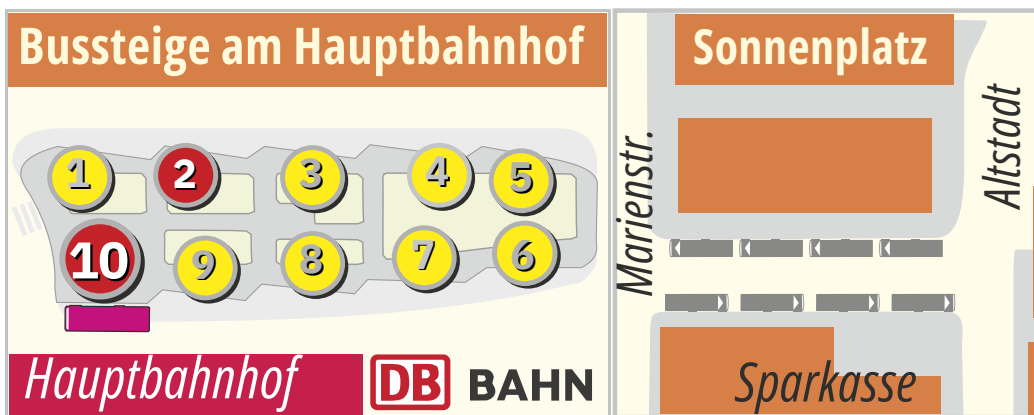 Bussteige am Hauptbahnhof
1
2
3
4
5
10
9
8
7
6
Hauptbahnhof
DB BAHN
Sonnenplatz
Marienstr.
Altstadt
Sparkasse